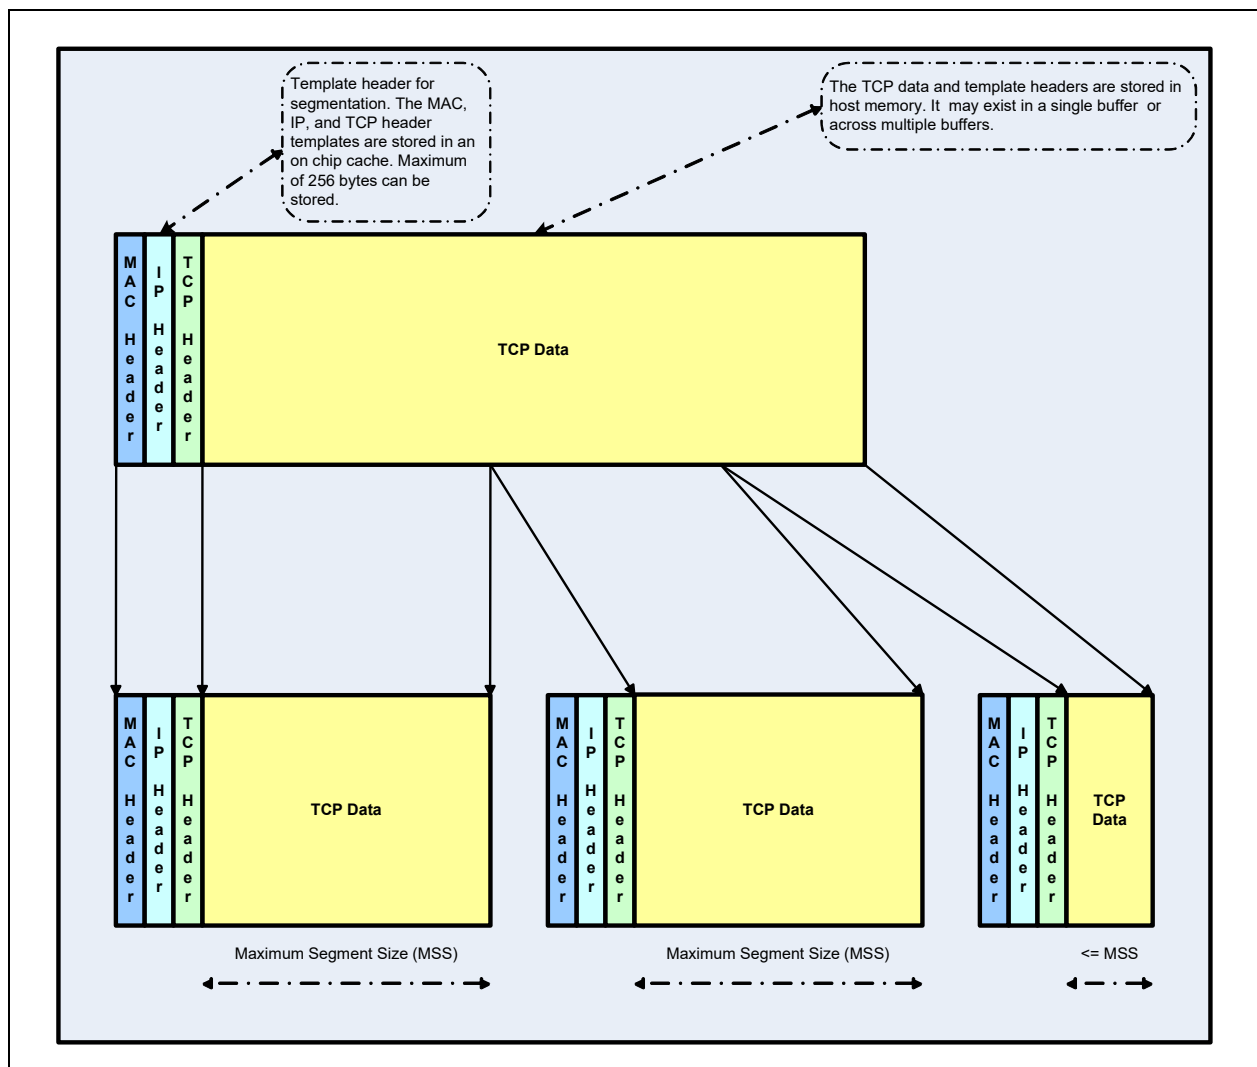 Template header for
segmentation. The MAC,
IP, and TCP header
templates are stored in an
on chip cache. Maximum
of 256 bytes can be
stored.
The TCP data and template headers are stored in
host memory. It  may exist in a single buffer  or
across multiple buffers.
MAC Header
IP Header
TCP Header
TCP Data
MAC Header
IP Header
TCP Header
TCP Data
MAC Header
IP Header
TCP Header
TCP Data
MAC Header
IP Header
TCP Header
TCP
Data
Maximum Segment Size (MSS)
Maximum Segment Size (MSS)
<= MSS